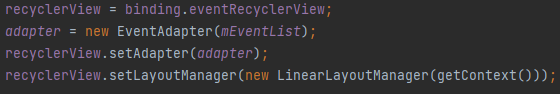 recyclerView = binding.eventRecyclerView;
adapter = new EventAdapter(mEventList);
recyclerView.setAdapter(adapter);
recyclerView.setLayoutManager(new LinearLayoutManager(getContext()));